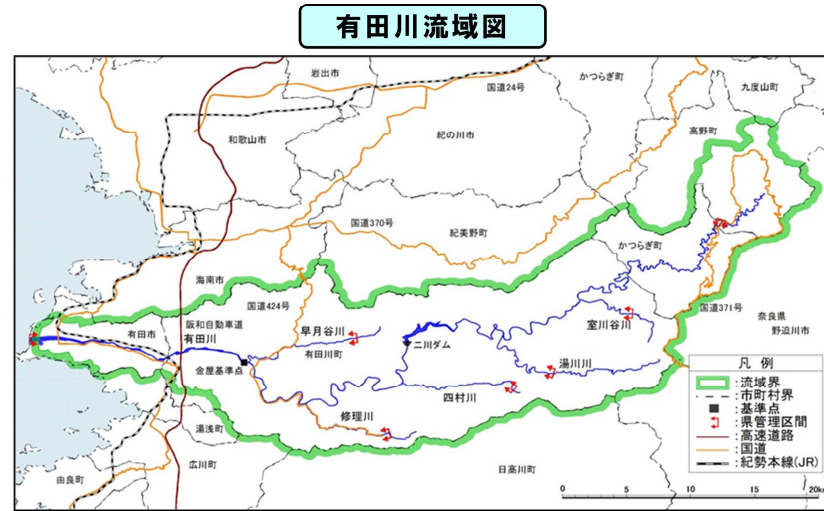 有田川流域図
岩出市
国道24号
かつらぎ町
九度山町
和歌山市
紀の川市
高野町
国道370号
紀美野町
かつらぎ町
海南市
国道424号
国道371号
奈良県
野迫川市
有田市
阪和自動車道
有田川
早月谷川
有田川町
室川谷川
二川ダム
金屋基準点
湯川川
四村川
修理川
湯浅町
広川町
由良町
日高川町
凡 例
:流域界
:市町村界
:基準点
:県管理区間
:高速道路
:国道
:紀勢本線(JR)
0 5 10 15 20km